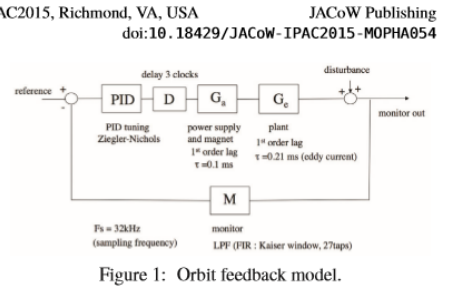 AC2015, Richmond, VA, USA
JACoW Publishing
doi:10.18429/JACoW-IPAC2015-MOPHA054
delay 3 clocks
disturbance
reference
+
-
PID
D
Ga
Gc
+
+
monitor out
PID tuning
Ziegler-Nichols
power supply
and magnet
1st order lag
τ=0.1 ms
plant
1st order lag
τ=0.21 ms (eddy current)
M
Fs = 32kHz
(sampling frequency)
monitor
LPF (FIR : Kaiser window, 27taps)
Figure 1: Orbit feedback model.